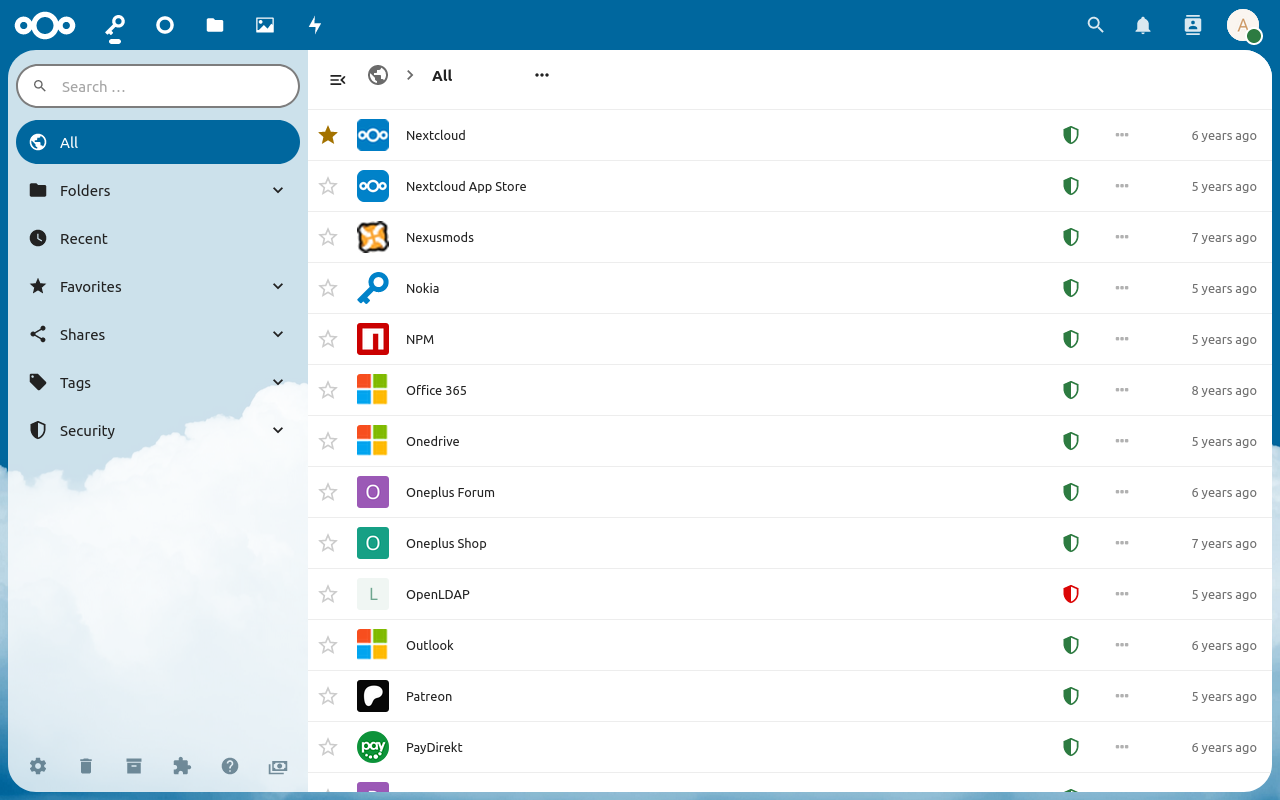 A
Search …
All
Folders
Recent
Favorites
Shares
Tags
Security
All
Nextcloud
6 years ago
Nextcloud App Store
5 years ago
Nexusmods
7 years ago
Nokia
5 years ago
NPM
5 years ago
Office 365
8 years ago
Onedrive
5 years ago
O
Oneplus Forum
6 years ago
O
Oneplus Shop
7 years ago
L
OpenLDAP
5 years ago
Outlook
6 years ago
Patreon
5 years ago
pay
PayDirekt
6 years ago